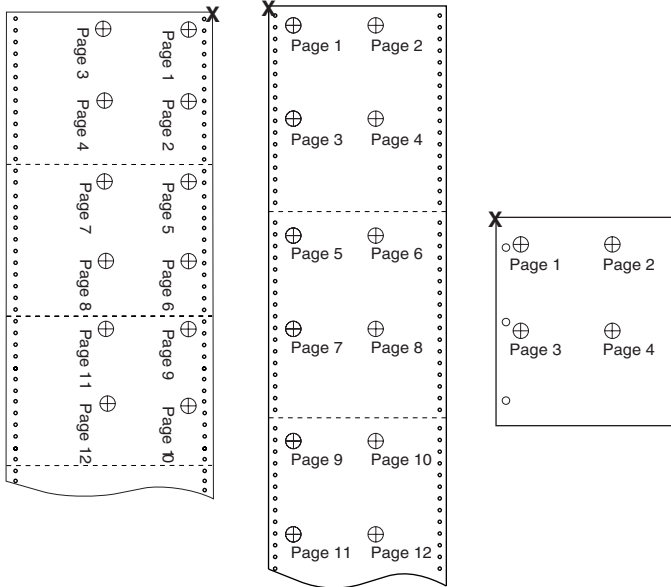 X
Page 1
Page 3
Page 2
Page 4
Page 5
Page 7
Page 6
Page 8
Page 9
Page 11
Page 10
Page 12
X
Page 1 Page 2
Page 3 Page 4
Page 5 Page 6
Page 7 Page 8
Page 9 Page 10
Page 11 Page 12
X
Page 1 Page 2
Page 3 Page 4